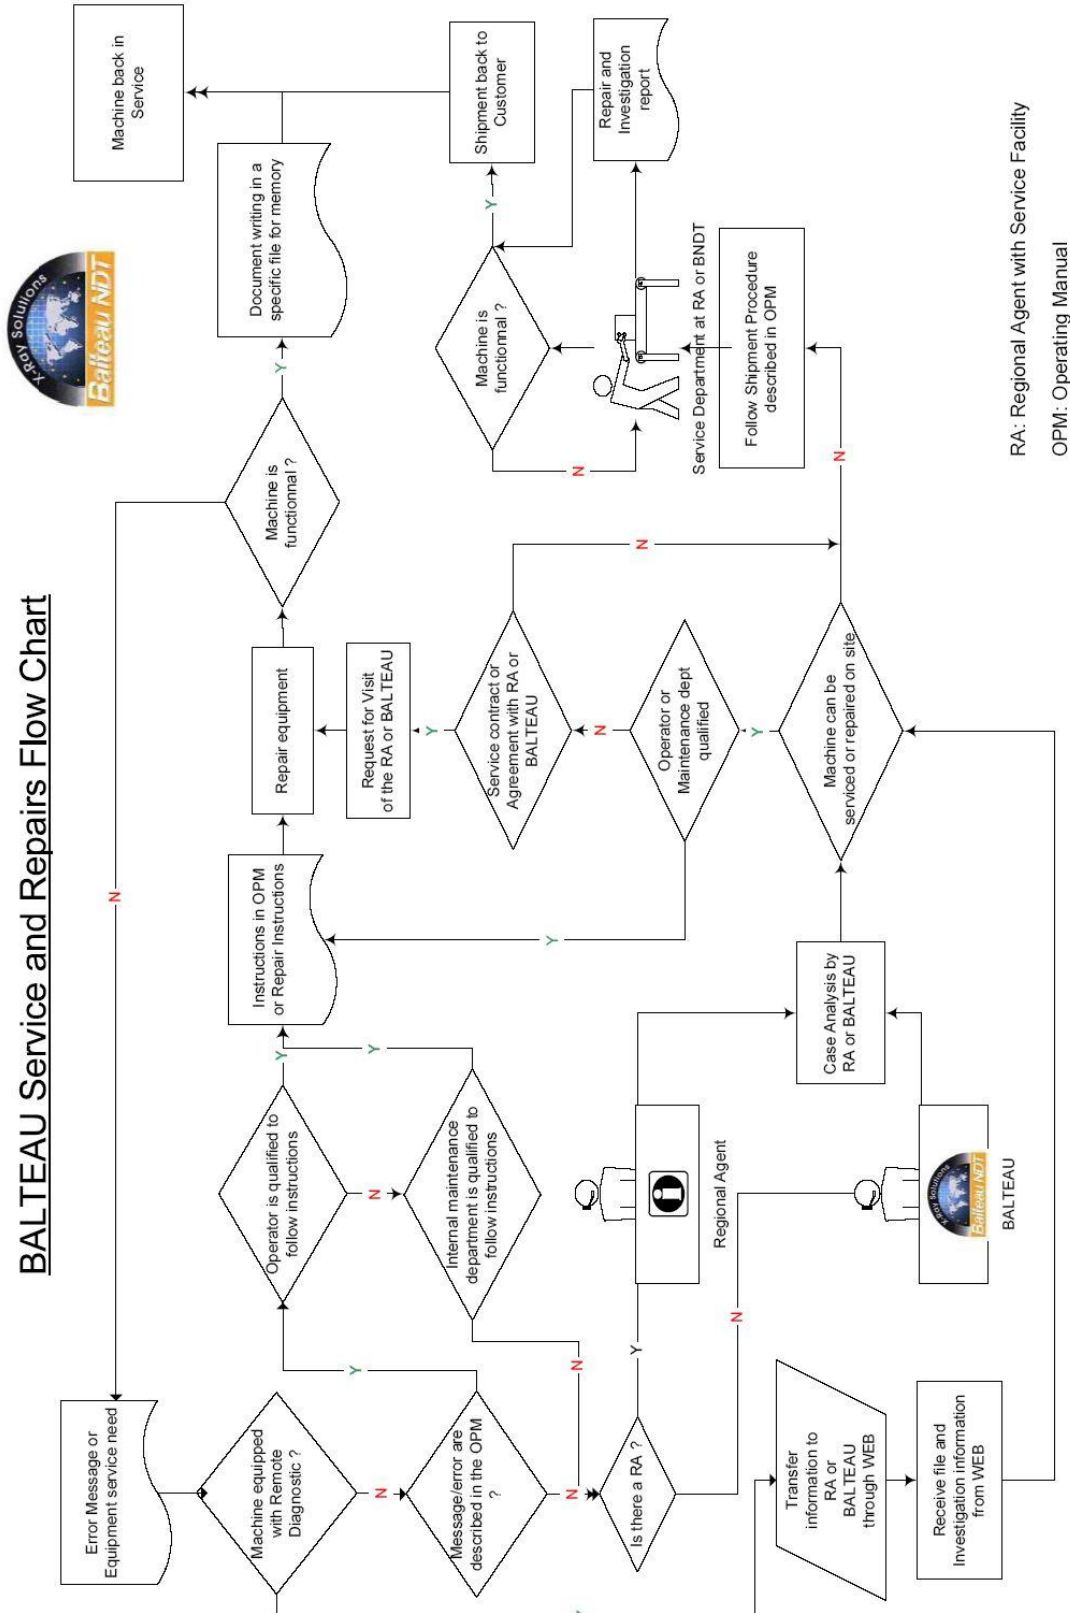 BALTEAU Service and Repairs Flow Chart
X-Ray Solutions
Balteau NDT
Error Message or
Equipment service need
Machine equipped
with Remote
Diagnostic ?
N
Message/error are
described in the OPM
?
N
Y
Is there a RA ?
Y
N
N
Y
Operator is qualified to
follow instructions
N
Y
Internal maintenance
department is qualified to
follow instructions
Y
N
Instructions in OPM
or Repair Instructions
Repair equipment
Machine is
functionnal ?
Y
Document writing in a
specific file for memory
Machine back in
Service
Request for Visit
of the RA or BALTEAU
Y
Service contract or
Agreement with RA or
BALTEAU
N
N
Operator or
Maintenance dept
qualified
Y
Y
Machine can be
serviced or repaired on site
N
Regional Agent
X-Ray Solutions
Balteau NDT
BALTEAU
Case Analysis by
RA or BALTEAU
Transfer
information to
RA or
BALTEAU
through WEB
Receive file and
Investigation information
from WEB
Machine is
functionnal ?
Y
N
Shipment back to
Customer
Repair and
Investigation
report
Service Department at RA or BNDT
Follow Shipment Procedure
described in OPM
RA: Regional Agent with Service Facility
OPM: Operating Manual